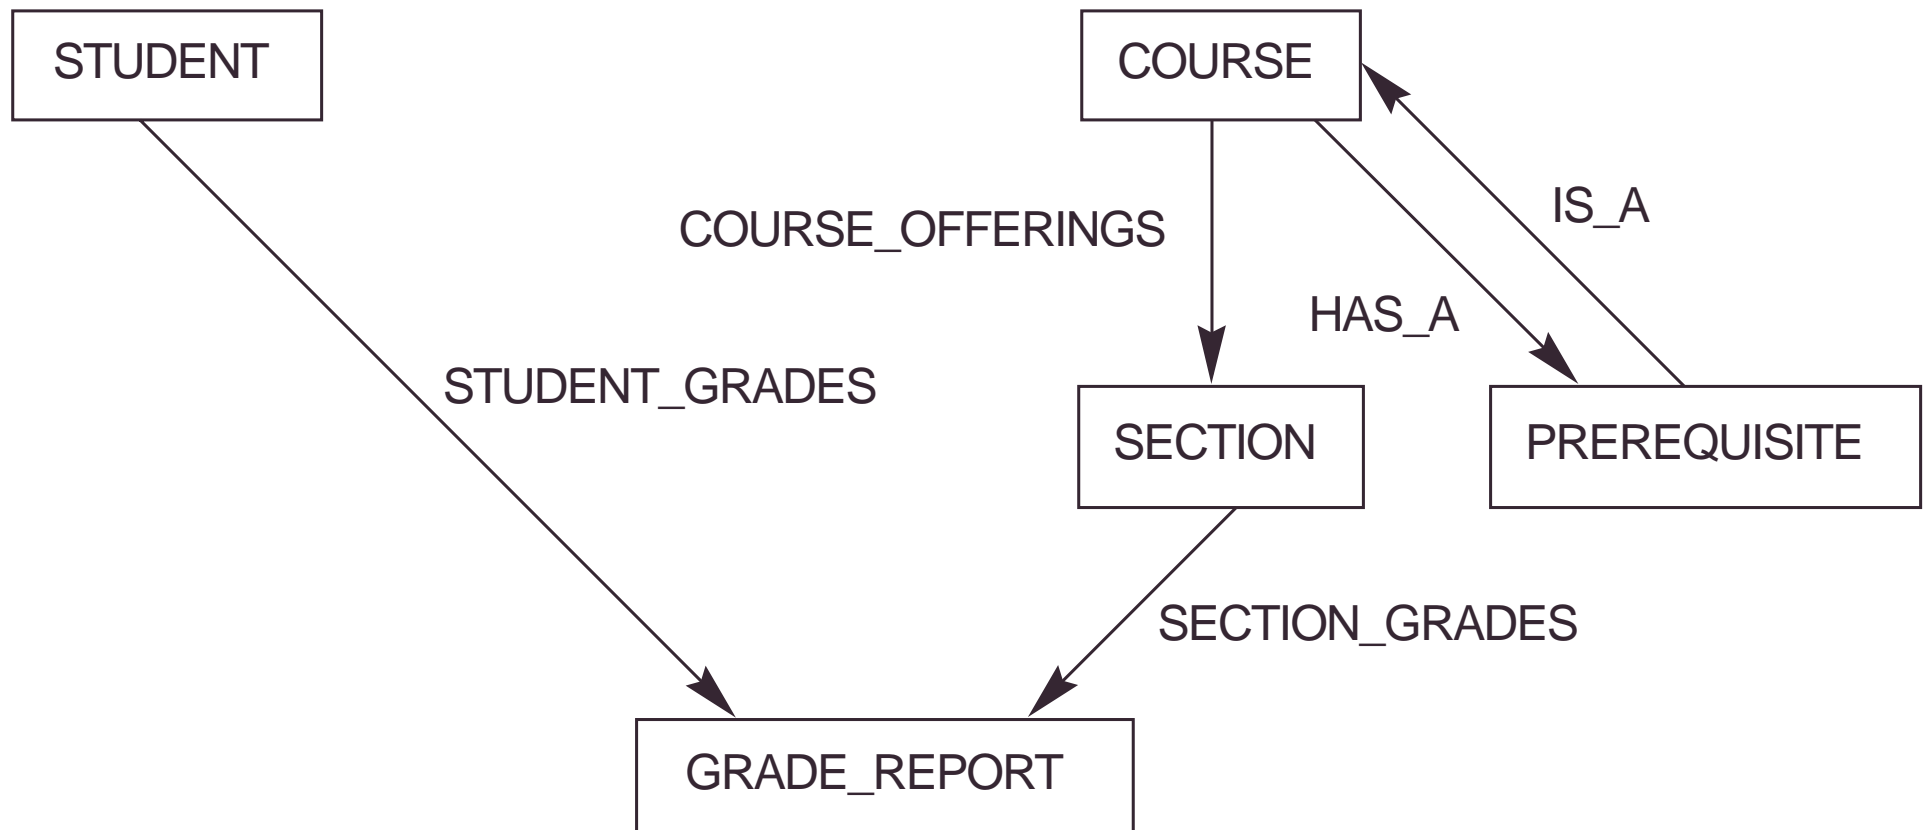 STUDENT
COURSE
IS_A
COURSE_OFFERINGS
HAS_A
STUDENT_GRADES
SECTION
PREREQUISITE
SECTION_GRADES
GRADE_REPORT